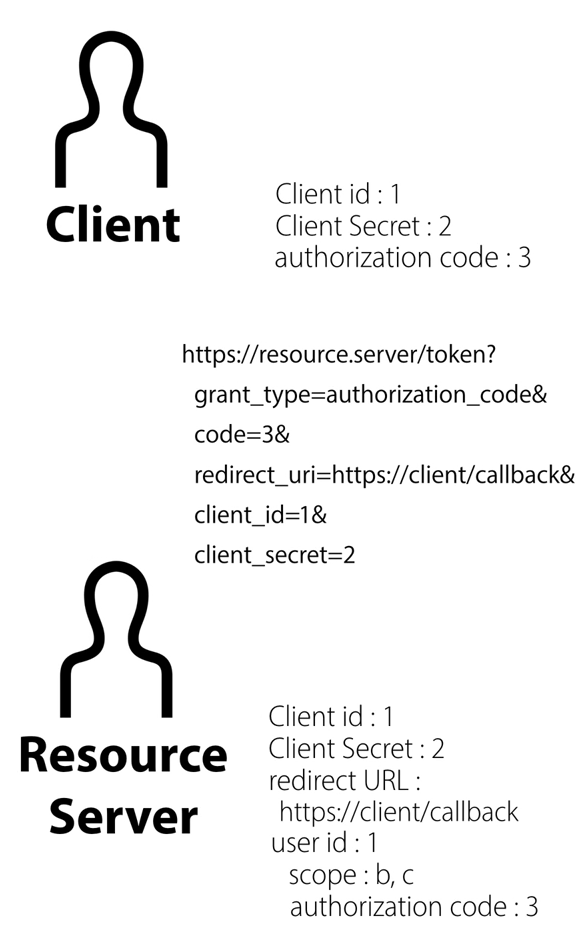 Client
Client id : 1
Client Secret : 2
authorization code : 3
https://resource.server/token?
grant_type=authorization_code&
code=3&
redirect_uri=https://client/callback&
client_id=1&
client_secret=2
Resource
Server
Client id : 1
Client Secret : 2
redirect URL :
https://client/callback
user id : 1
scope : b, c
authorization code : 3